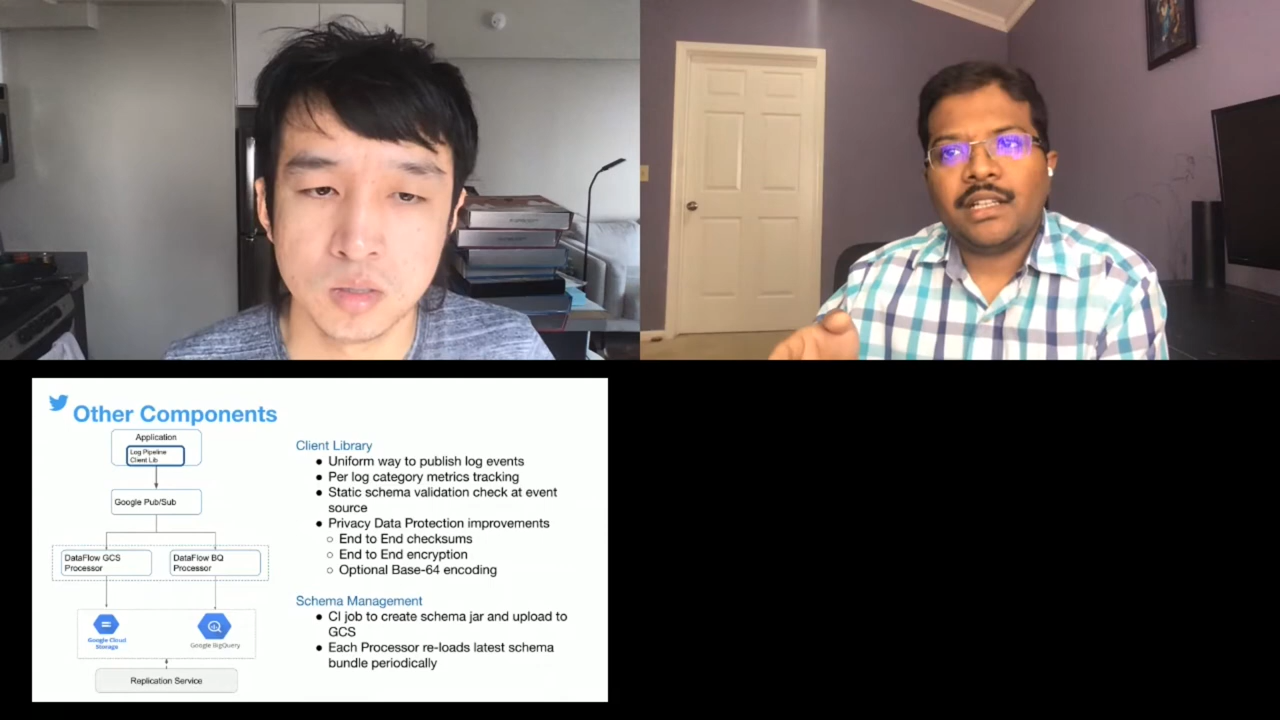 Other Components
Application
Log Pipeline
Client Lib
Google Pub/Sub
DataFlow GCS
Processor
DataFlow BQ
Processor
Google Cloud
Storage
Google BigQuery
Replication Service
Client Library
● Uniform way to publish log events
● Per log category metrics tracking
● Static schema validation check at event
source
● Privacy Data Protection improvements
○ End to End checksums
○ End to End encryption
○ Optional Base-64 encoding
Schema Management
● CI job to create schema jar and upload to
GCS
● Each Processor re-loads latest schema
bundle periodically